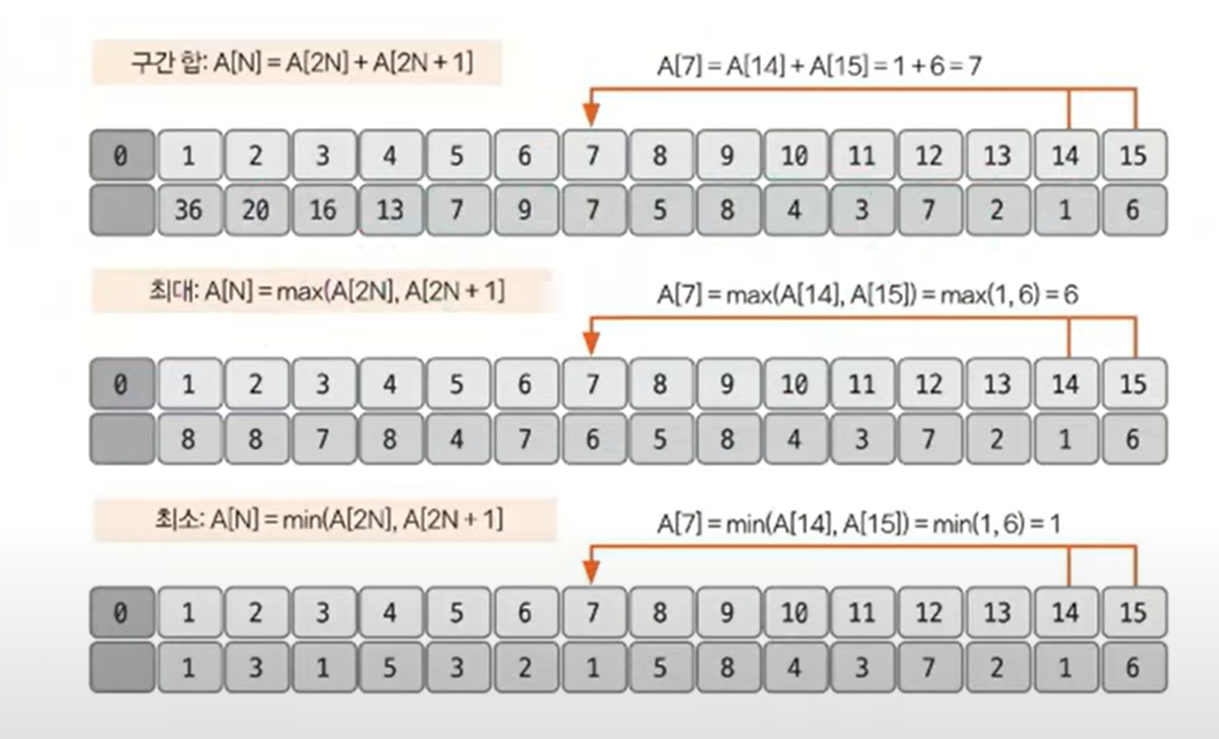 구간 합: A[N] = A[2N] + A[2N + 1]
A[7] = A[14] + A[15] = 1 + 6 = 7
0 1 2 3 4 5 6 7 8 9 10 11 12 13 14 15
36 20 16 13 7 9 7 5 8 4 3 7 2 1 6
최대: A[N] = max(A[2N], A[2N + 1]
A[7] = max(A[14], A[15]) = max(1, 6) = 6
0 1 2 3 4 5 6 7 8 9 10 11 12 13 14 15
8 8 7 8 4 7 6 5 8 4 3 7 2 1 6
최소: A[N] = min(A[2N], A[2N + 1]
A[7] = min(A[14], A[15]) = min(1, 6) = 1
0 1 2 3 4 5 6 7 8 9 10 11 12 13 14 15
1 3 1 5 3 2 1 5 8 4 3 7 2 1 6